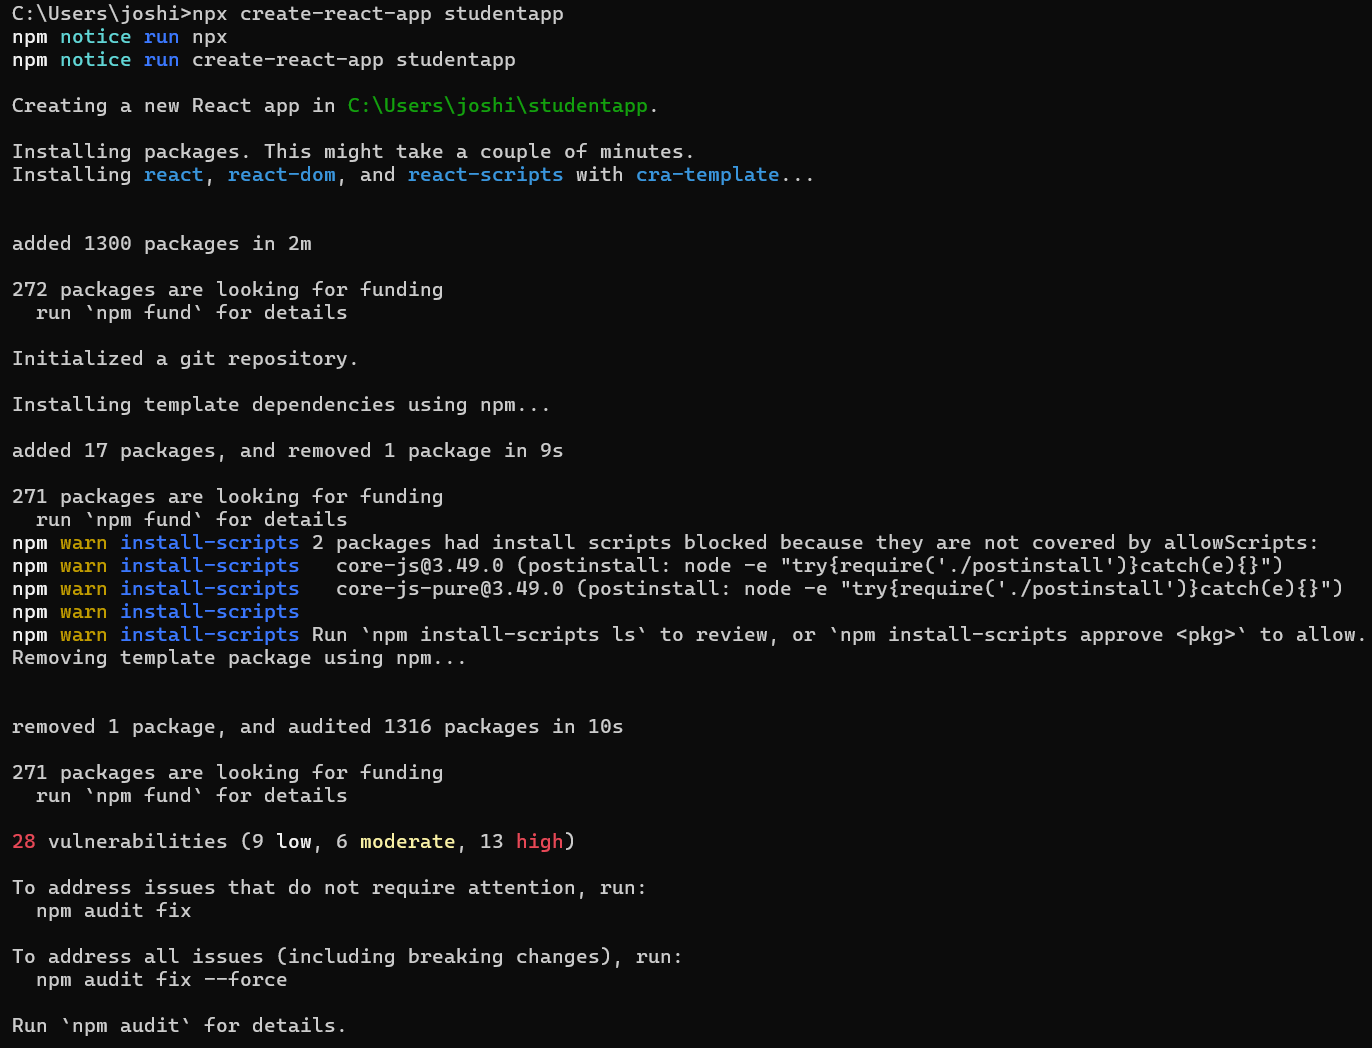 C:\Users\joshi>npx create-react-app studentapp
npm notice run npx
npm notice run create-react-app studentapp
Creating a new React app in C:\Users\joshi\studentapp.
Installing packages. This might take a couple of minutes.
Installing react, react-dom, and react-scripts with cra-template...
added 1300 packages in 2m
272 packages are looking for funding
  run `npm fund` for details
Initialized a git repository.
Installing template dependencies using npm...
added 17 packages, and removed 1 package in 9s
271 packages are looking for funding
  run `npm fund` for details
npm warn install-scripts 2 packages had install scripts blocked because they are not covered by allowScripts:
npm warn install-scripts   core-js@3.49.0 (postinstall: node -e "try{require('./postinstall')}catch(e){}")
npm warn install-scripts   core-js-pure@3.49.0 (postinstall: node -e "try{require('./postinstall')}catch(e){}")
npm warn install-scripts
npm warn install-scripts Run `npm install-scripts ls` to review, or `npm install-scripts approve <pkg>` to allow.
Removing template package using npm...
removed 1 package, and audited 1316 packages in 10s
271 packages are looking for funding
  run `npm fund` for details
28 vulnerabilities (9 low, 6 moderate, 13 high)
To address issues that do not require attention, run:
  npm audit fix
To address all issues (including breaking changes), run:
  npm audit fix --force
Run `npm audit` for details.